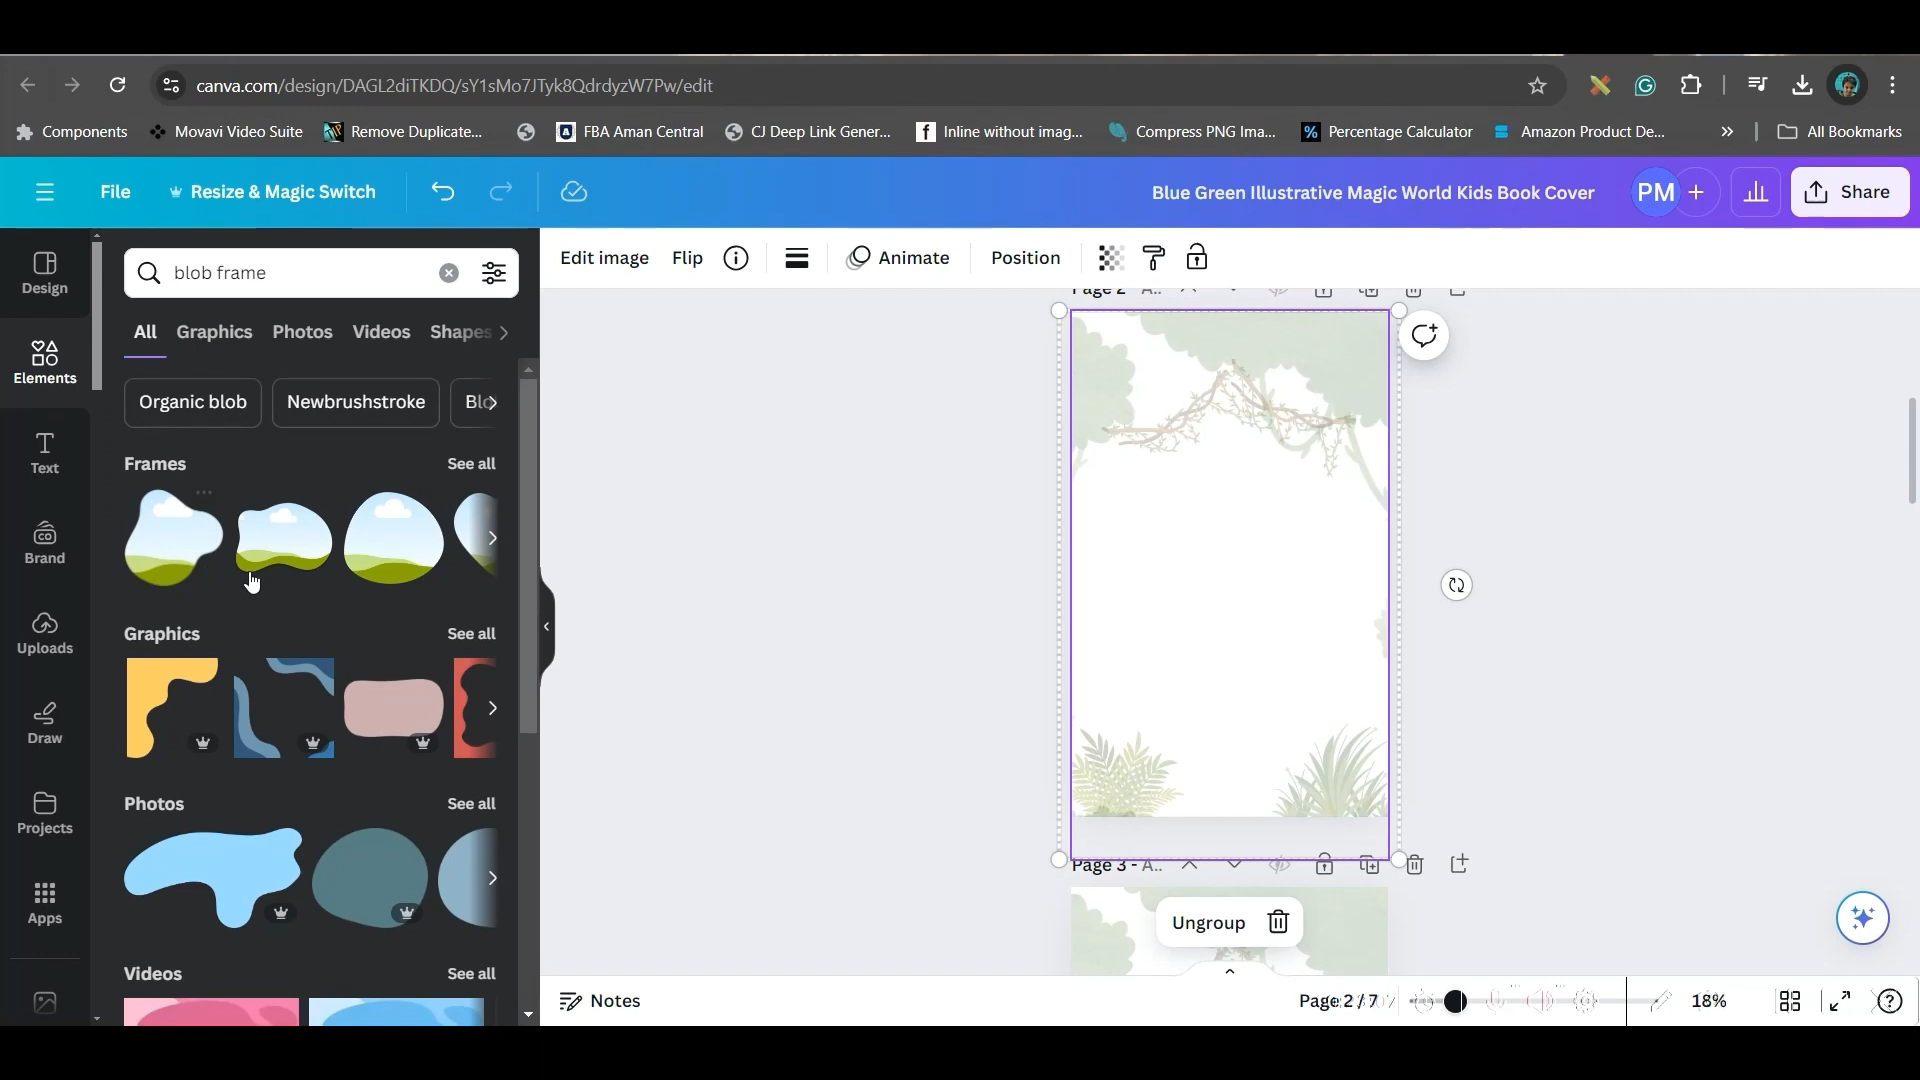 canva.com/design/DAGL2diTKDQ/sY1sMo7JTyk8QdrdyzW7Pw/edit
Components Movavi Video Suite Remove Duplicate... FBA Aman Central CJ Deep Link Gener... Inline without imag... Compress PNG Ima... Percentage Calculator Amazon Product De... » All Bookmarks
File Resize & Magic Switch Blue Green Illustrative Magic World Kids Book Cover PM + Share
Design
Elements
Text
Brand
Uploads
Draw
Projects
Apps
blob frame
All Graphics Photos Videos Shapes
Organic blob Newbrushstroke Blo
Frames See all
Graphics See all
Photos See all
Videos See all
Edit image Flip Animate Position
Page 2 A...
Page 3 - A...
Ungroup
Notes Page 2 / 7 18%